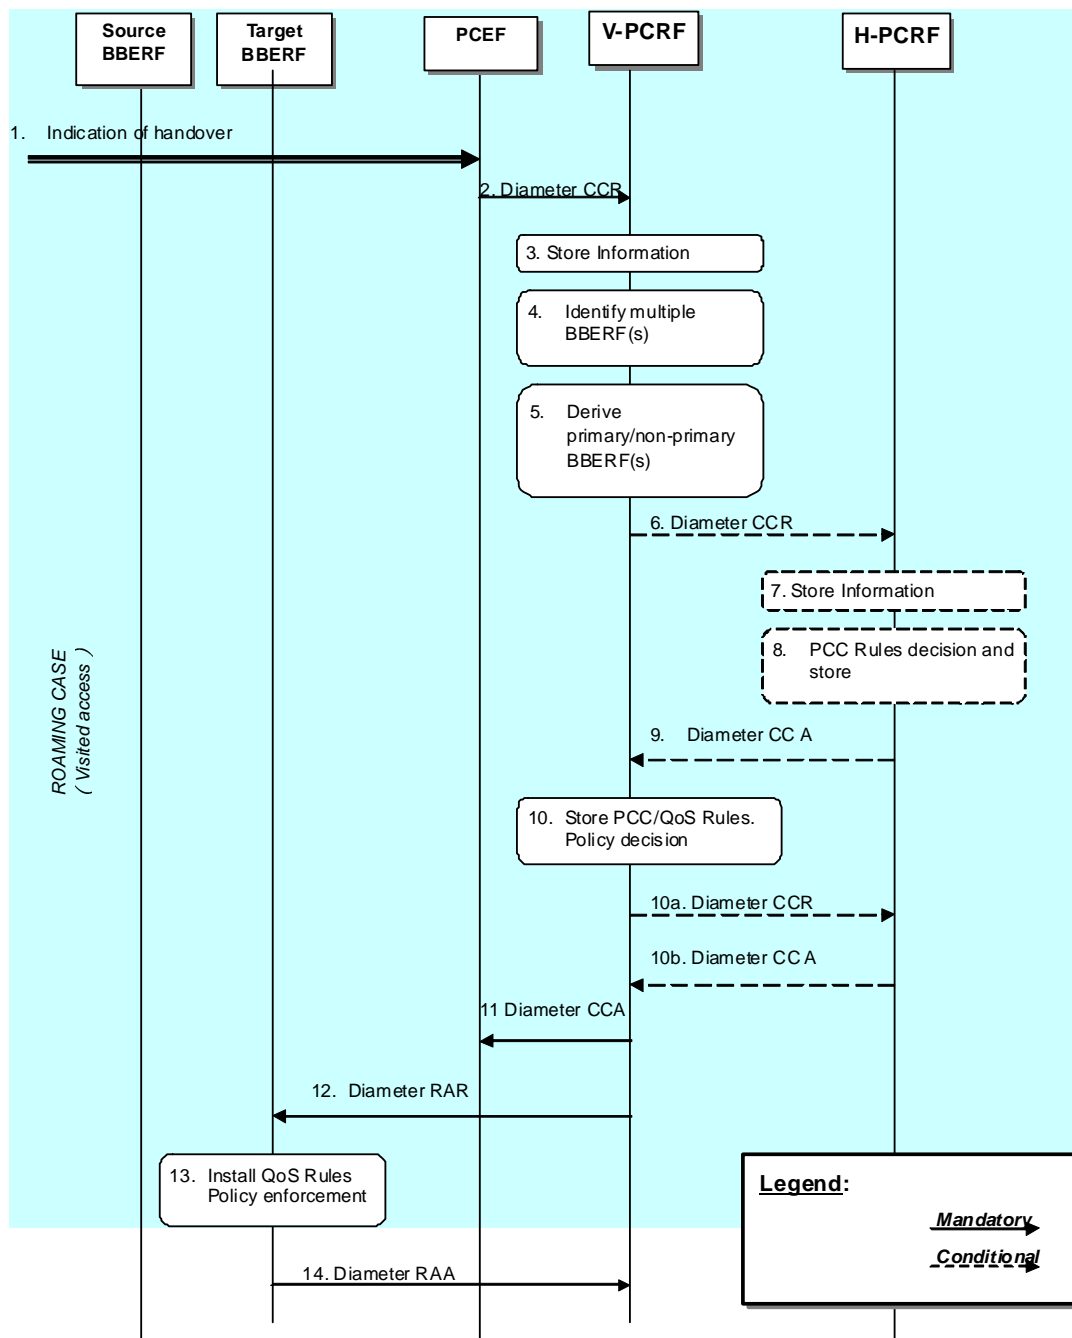 Source
BBERF
Target
BBERF
PCEF
V-PCRF
H-PCRF
1. Indication of handover
2. Diameter CCR
3. Store Information
4. Identify multiple
BBERF(s)
5. Derive
primary/non-primary
BBERF(s)
6. Diameter CCR
7. Store Information
8. PCC Rules decision and
store
ROAMING CASE
( Visited access )
9. Diameter CC A
10. Store PCC/QoS Rules.
Policy decision
10a. Diameter CCR
10b. Diameter CC A
11 Diameter CCA
12. Diameter RAR
13. Install QoS Rules
Policy enforcement
Legend:
Mandatory
Conditional
14. Diameter RAA